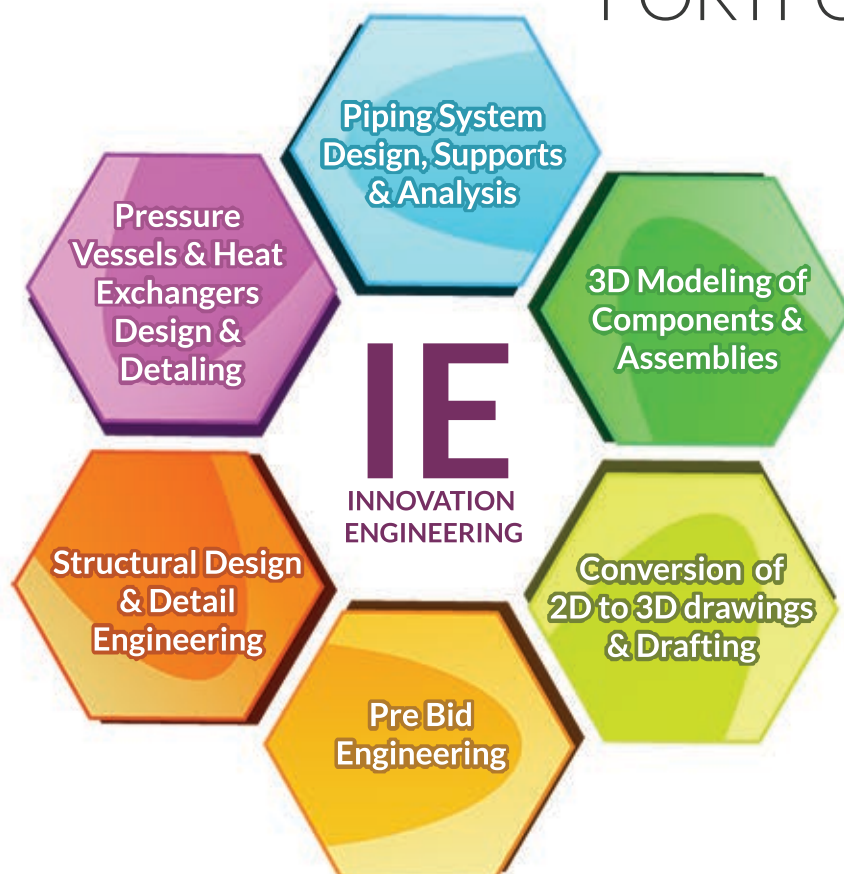 Piping System
Design, Supports
& Analysis
Pressure
Vessels & Heat
Exchangers
Design &
Detaling
3D Modeling of
Components &
Assemblies
IE
INNOVATION
ENGINEERING
Structural Design
& Detail
Engineering
Conversion of
2D to 3D drawings
& Drafting
Pre Bid
Engineering